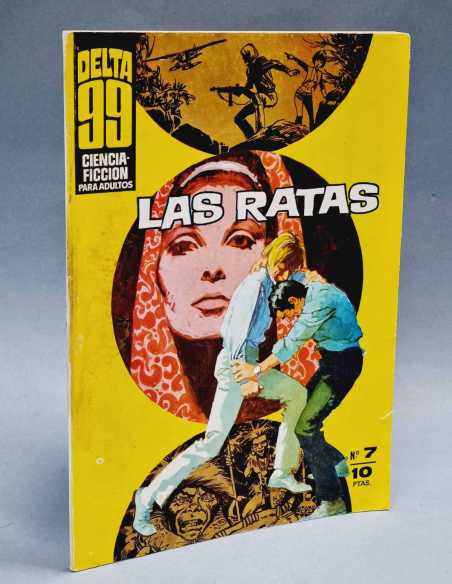 DELTA
99
CIENCIA-
FICCION
PARA ADULTOS
LAS RATAS
Nº 7
10
PTAS.